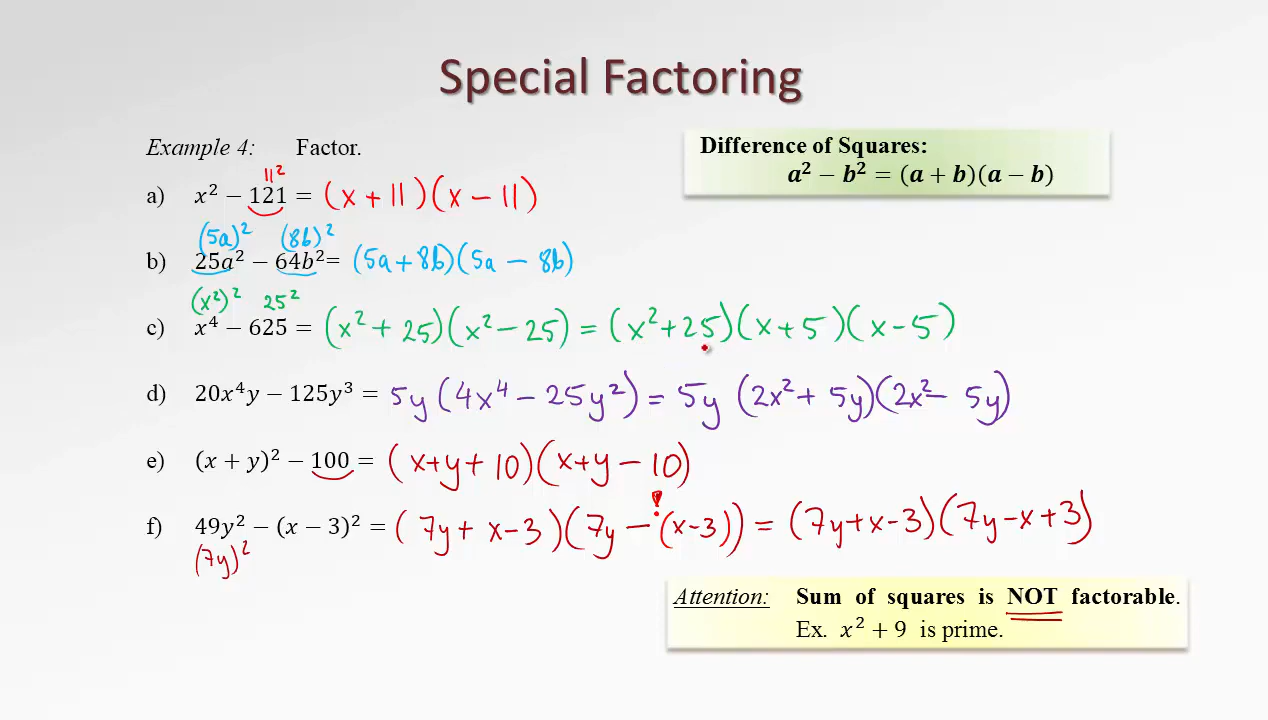 Special Factoring
Example 4: Factor.
Difference of Squares:
a² − b² = (a + b)(a − b)
11²
a) x² − 121 = (x + 11)(x − 11)
(5a)² (8b)²
b) 25a² − 64b² = (5a + 8b)(5a − 8b)
(x²)² 25²
c) x⁴ − 625 = (x² + 25)(x² − 25) = (x² + 25)(x + 5)(x − 5)
d) 20x⁴y − 125y³ = 5y(4x⁴ − 25y²) = 5y(2x² + 5y)(2x² − 5y)
e) (x + y)² − 100 = (x + y + 10)(x + y − 10)
!
f) 49y² − (x − 3)² = (7y + x − 3)(7y − (x − 3)) = (7y + x − 3)(7y − x + 3)
(7y)²
Attention: Sum of squares is NOT factorable.
Ex. x² + 9 is prime.